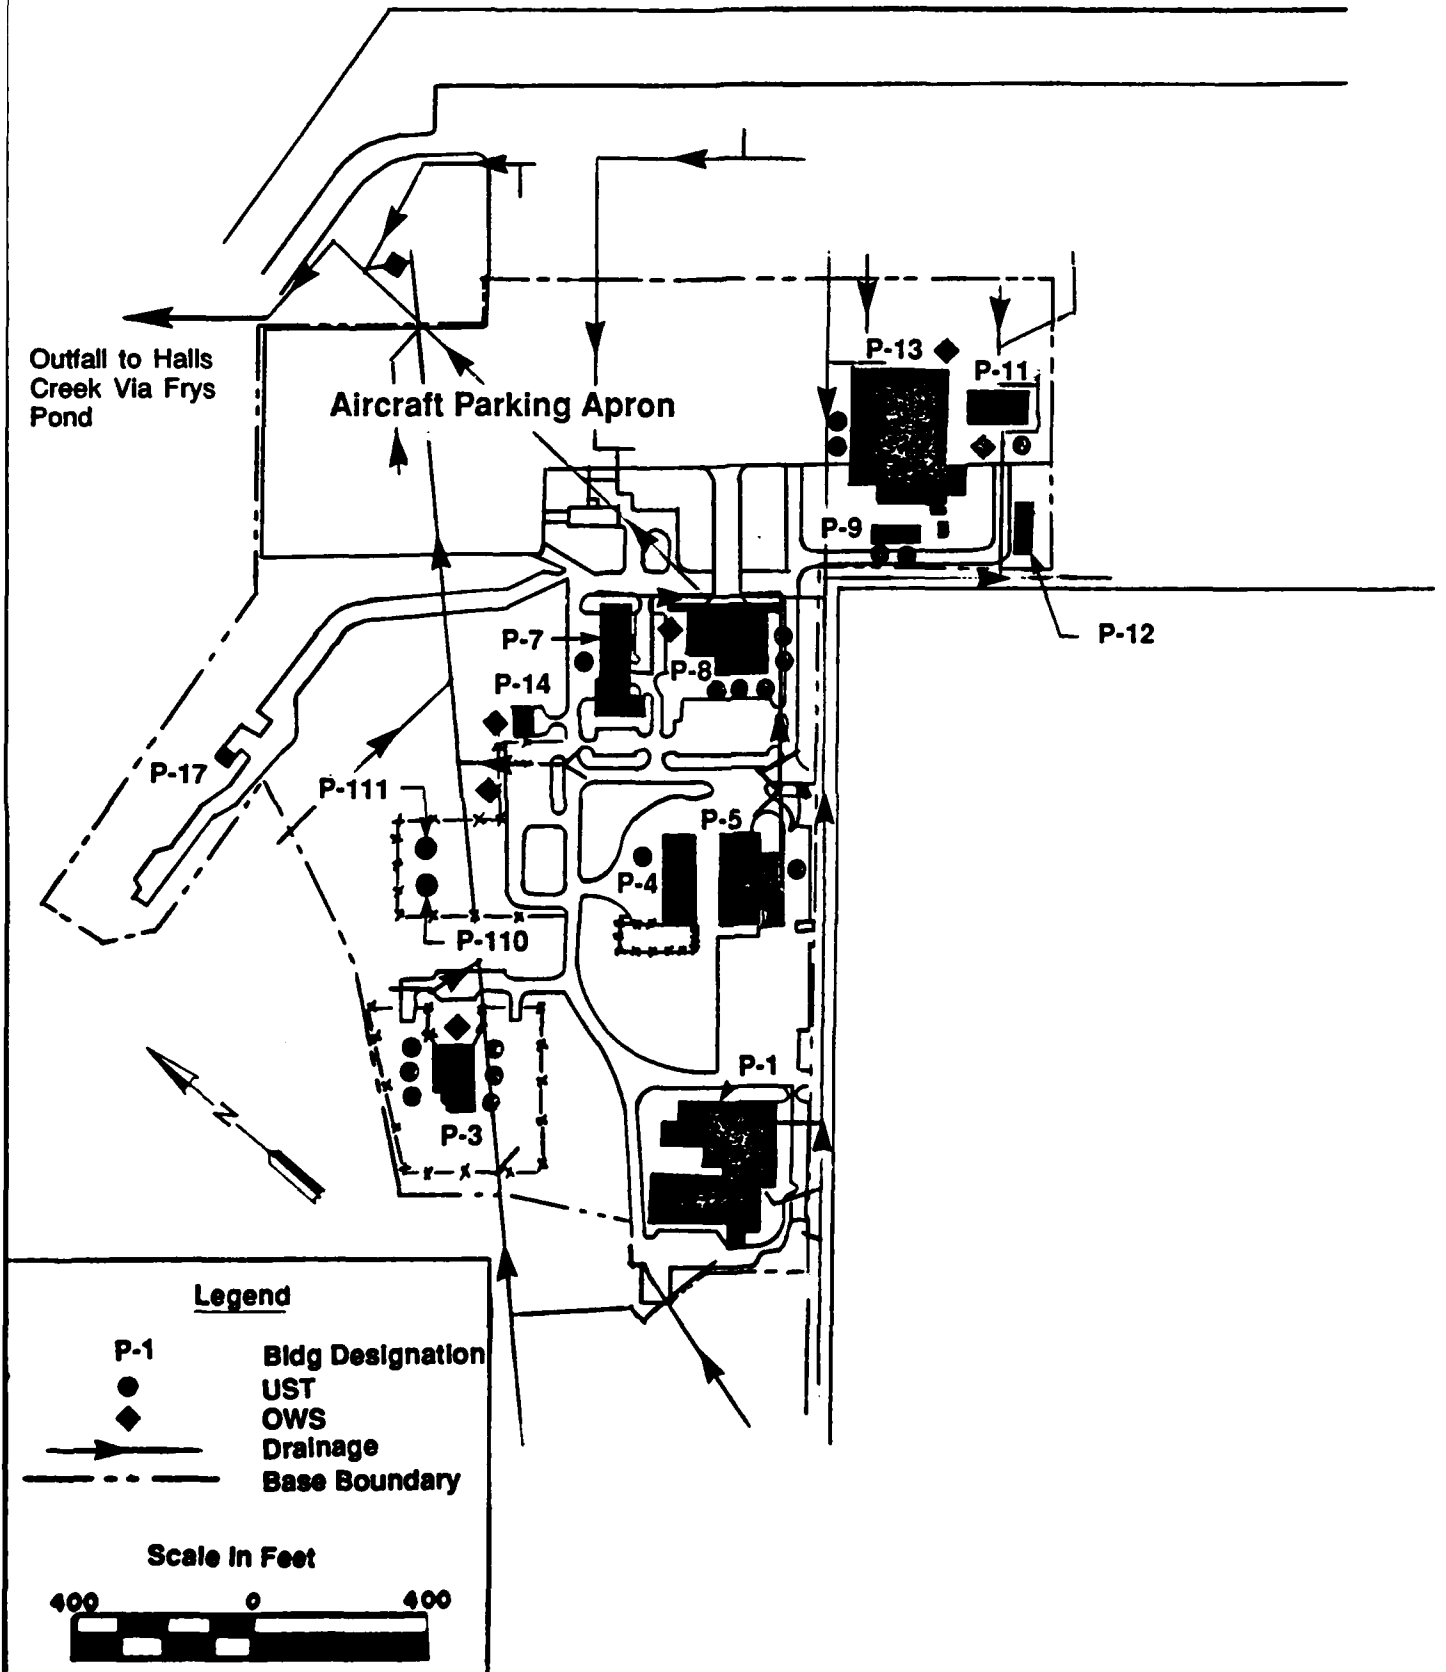 Outfall to Halls
Creek Via Frys
Pond
Aircraft Parking Apron
P-13
P-11
P-9
P-12
P-7
P-8
P-14
P-17
P-111
P-5
P-4
P-110
P-1
P-3
N
Legend
P-1 Bldg Designation
UST
OWS
Drainage
Base Boundary
Scale in Feet
400 0 400